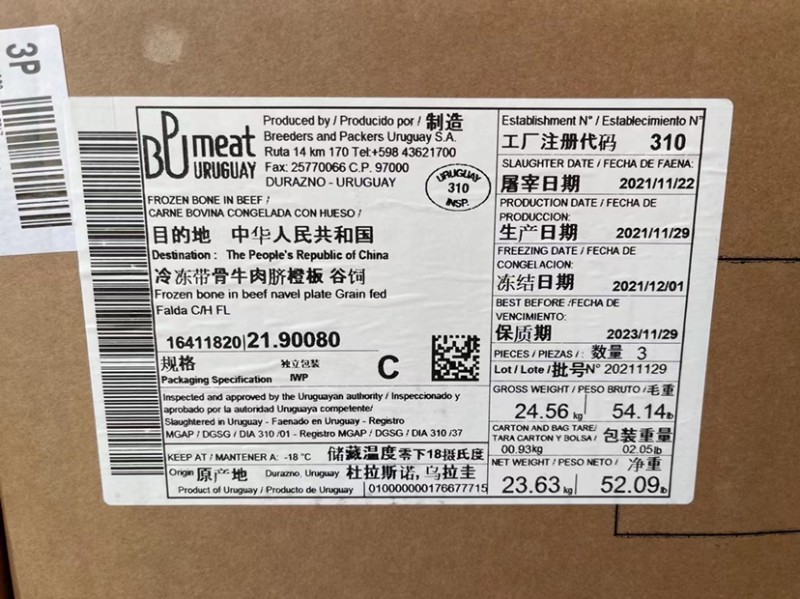 3P
BPU meat
URUGUAY
Produced by / Producido por / 制造
Breeders and Packers Uruguay S.A.
Ruta 14 km 170 Tel:+598 43621700
Fax: 25770066 C.P. 97000
DURAZNO - URUGUAY
URUGUAY
310
INSP.
FROZEN BONE IN BEEF /
CARNE BOVINA CONGELADA CON HUESO /
目的地 中华人民共和国
Destination : The People's Republic of China
冷冻带骨牛肉脐橙板 谷饲
Frozen bone in beef navel plate Grain fed
Falda C/H FL
16411820|21.90080
规格 独立包装
Packaging Specification IWP
C
Inspected and approved by the Uruguayan authority / Inspeccionado y
aprobado por la autoridad Uruguaya competente/
Slaughtered in Uruguay - Faenado en Uruguay - Registro
MGAP / DGSG / DIA 310 /01 - Registro MGAP / DGSG / DIA 310 /37
KEEP AT / MANTENER A: -18 °C 储藏温度零下18摄氏度
Origin 原产地 Durazno, Uruguay 杜拉斯诺,乌拉圭
Product of Uruguay / Producto de Uruguay
010000000176677715
Establishment N° / Establecimiento N°
工厂注册代码 310
SLAUGHTER DATE / FECHA DE FAENA:
屠宰日期 2021/11/22
PRODUCTION DATE / FECHA DE
PRODUCCION:
生产日期 2021/11/29
FREEZING DATE / FECHA DE
CONGELACION:
冻结日期 2021/12/01
BEST BEFORE /FECHA DE
VENCIMIENTO:
保质期 2023/11/29
PIECES / PIEZAS / : 数量 3
Lot / Lote /批号N° 20211129
GROSS WEIGHT / PESO BRUTO /毛重
24.56 kg 54.14 lb
CARTON AND BAG TARE/
TARA CARTON Y BOLSA / 包装重量
00.93kg 02.05lb
NET WEIGHT / PESO NETO / 净重
23.63 kg 52.09 lb